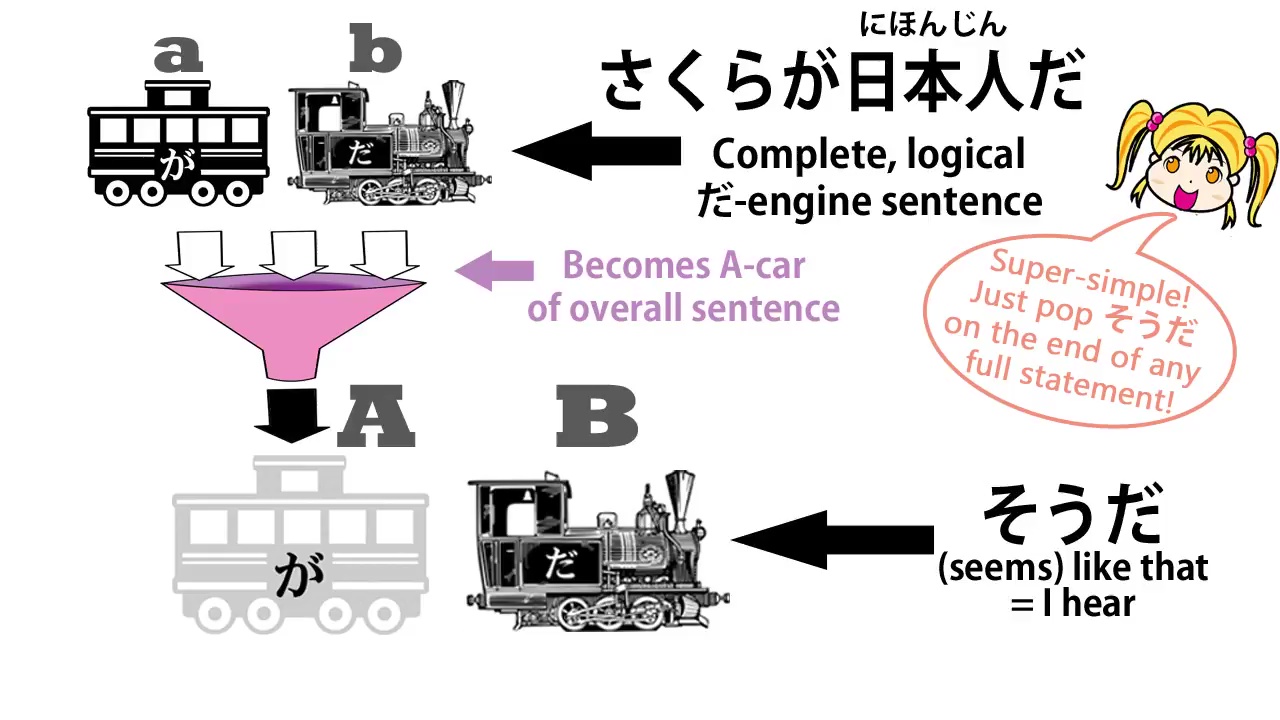 a
b
が
だ
にほんじん
さくらが日本人だ
Complete, logical
だ-engine sentence
Becomes A-car
of overall sentence
Super-simple!
Just pop そうだ
on the end of any
full statement!
A
B
が
だ
そうだ
(seems) like that
= I hear